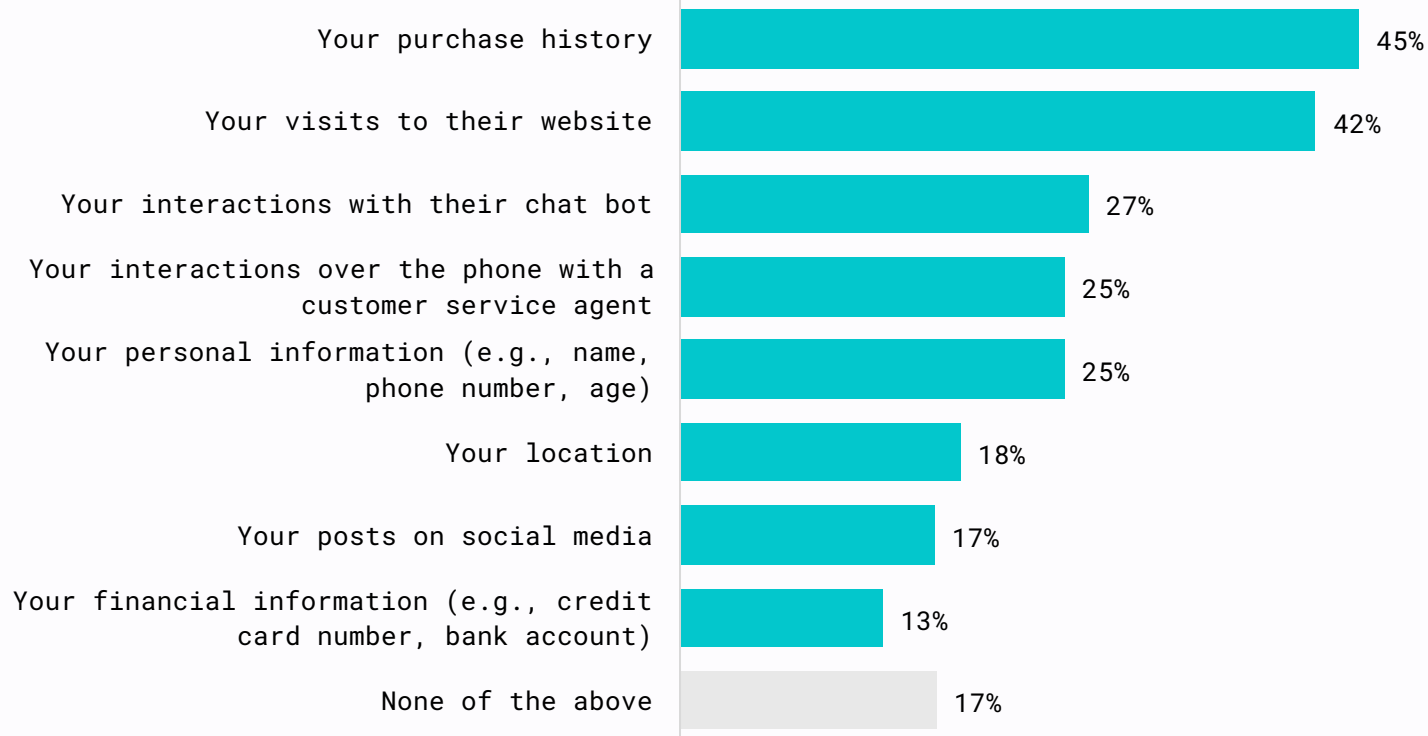 Your purchase history 45%
Your visits to their website 42%
Your interactions with their chat bot 27%
Your interactions over the phone with a
customer service agent 25%
Your personal information (e.g., name,
phone number, age) 25%
Your location 18%
Your posts on social media 17%
Your financial information (e.g., credit
card number, bank account) 13%
None of the above 17%